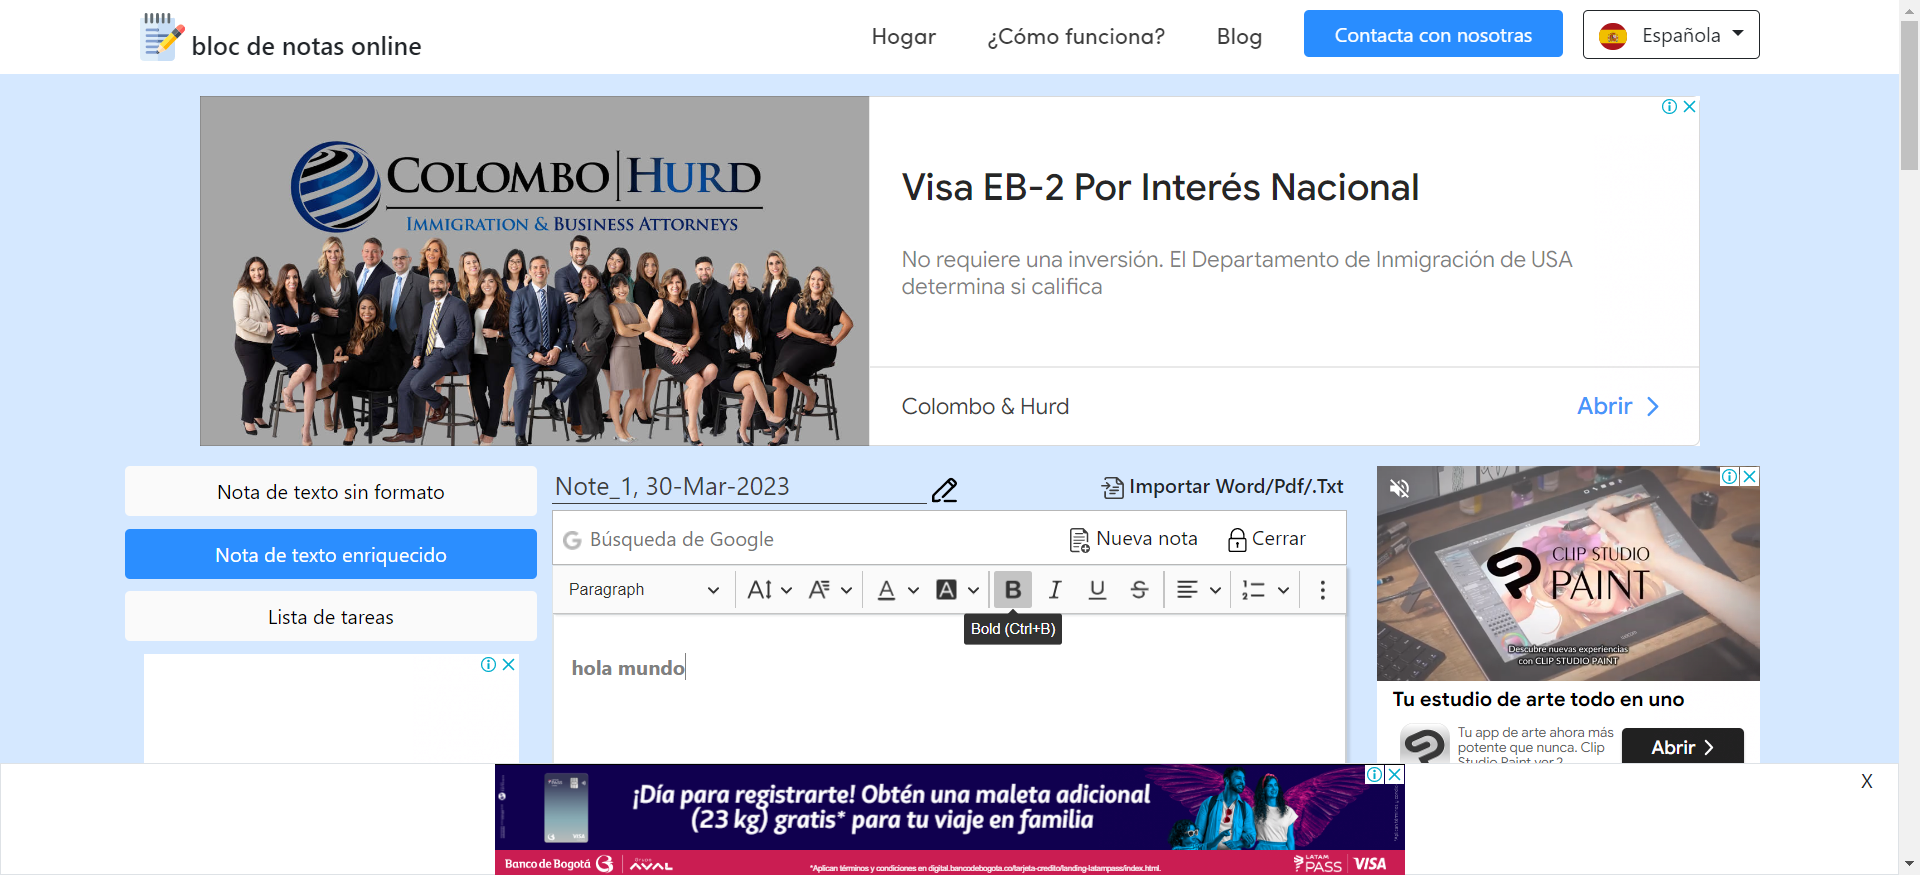 bloc de notas online
Hogar
¿Cómo funciona?
Blog
Contacta con nosotras
Española
COLOMBO HURD
IMMIGRATION & BUSINESS ATTORNEYS
Visa EB-2 Por Interés Nacional
No requiere una inversión. El Departamento de Inmigración de USA
determina si califica
Colombo & Hurd
Abrir
Nota de texto sin formato
Nota de texto enriquecido
Lista de tareas
Note_1, 30-Mar-2023
Importar Word/Pdf/.Txt
Búsqueda de Google
Nueva nota
Cerrar
Paragraph
Bold (Ctrl+B)
hola mundo
CLIP STUDIO
PAINT
Descubre nuevas experiencias
con CLIP STUDIO PAINT
Tu estudio de arte todo en uno
Tu app de arte ahora más
potente que nunca. Clip
Studio Paint ver.2
Abrir
X
¡Día para registrarte! Obtén una maleta adicional
(23 kg) gratis* para tu viaje en familia
Banco de Bogotá
Grupo
AVAL
*Aplican términos y condiciones en digital.bancodebogota.co/tarjeta-credito/landing-latampass/index.html.
LATAM
PASS
VISA